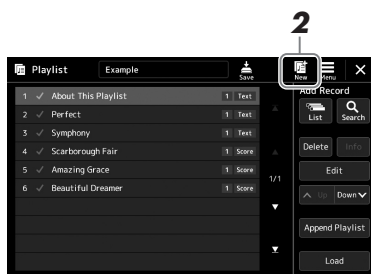 2
Playlist Example Save New Menu
Add Record
1 About This Playlist 1 Text
2 Perfect 1 Text
3 Symphony 1 Text
4 Scarborough Fair 1 Score
5 Amazing Grace 1 Score
6 Beautiful Dreamer 1 Score
List Search
Delete Info
1/1
Edit
Up Down
Append Playlist
Load